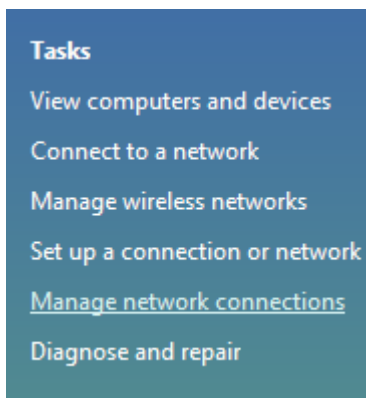 Tasks
View computers and devices
Connect to a network
Manage wireless networks
Set up a connection or network
Manage network connections
Diagnose and repair